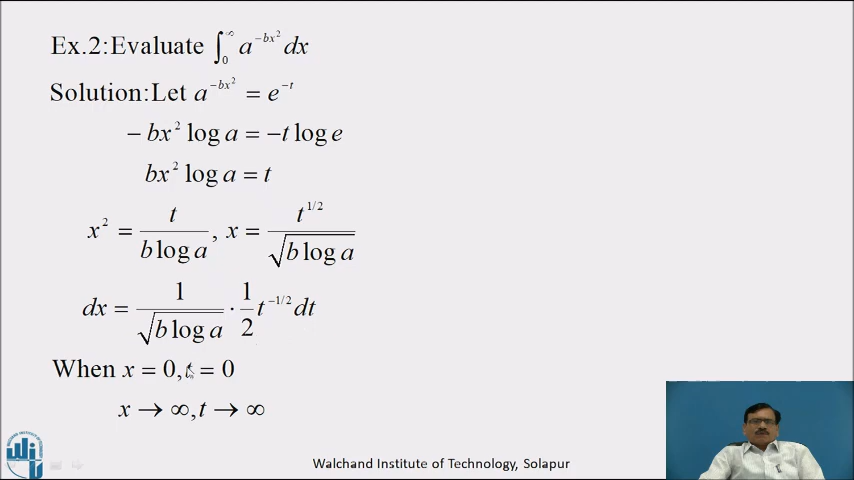 Ex.2:Evaluate ∫₀^∞ a^{-bx²} dx
Solution:Let a^{-bx²} = e^{-t}
- bx² log a = -t log e
bx² log a = t
x² = t / (b log a), x = t^{1/2} / √(b log a)
dx = 1 / √(b log a) · 1/2 t^{-1/2} dt
When x = 0, t = 0
x → ∞, t → ∞
Walchand Institute of Technology, Solapur